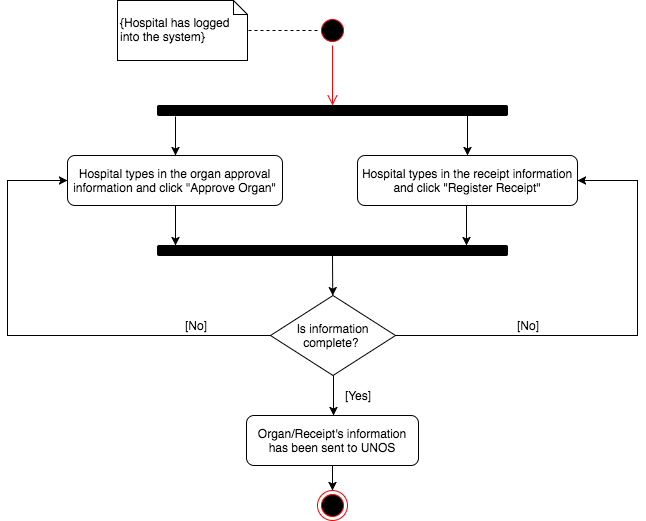 {Hospital has logged
into the system}
Hospital types in the organ approval
information and click "Approve Organ"
Hospital types in the receipt information
and click "Register Receipt"
[No]
Is information
complete?
[No]
[Yes]
Organ/Receipt's information
has been sent to UNOS